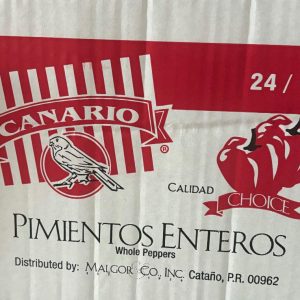 24/
CANARIO
®
CALIDAD
CHOICE
PIMIENTOS ENTEROS
Whole Peppers
Distributed by: MALGOR CO, INC. Cataño, P.R. 00962